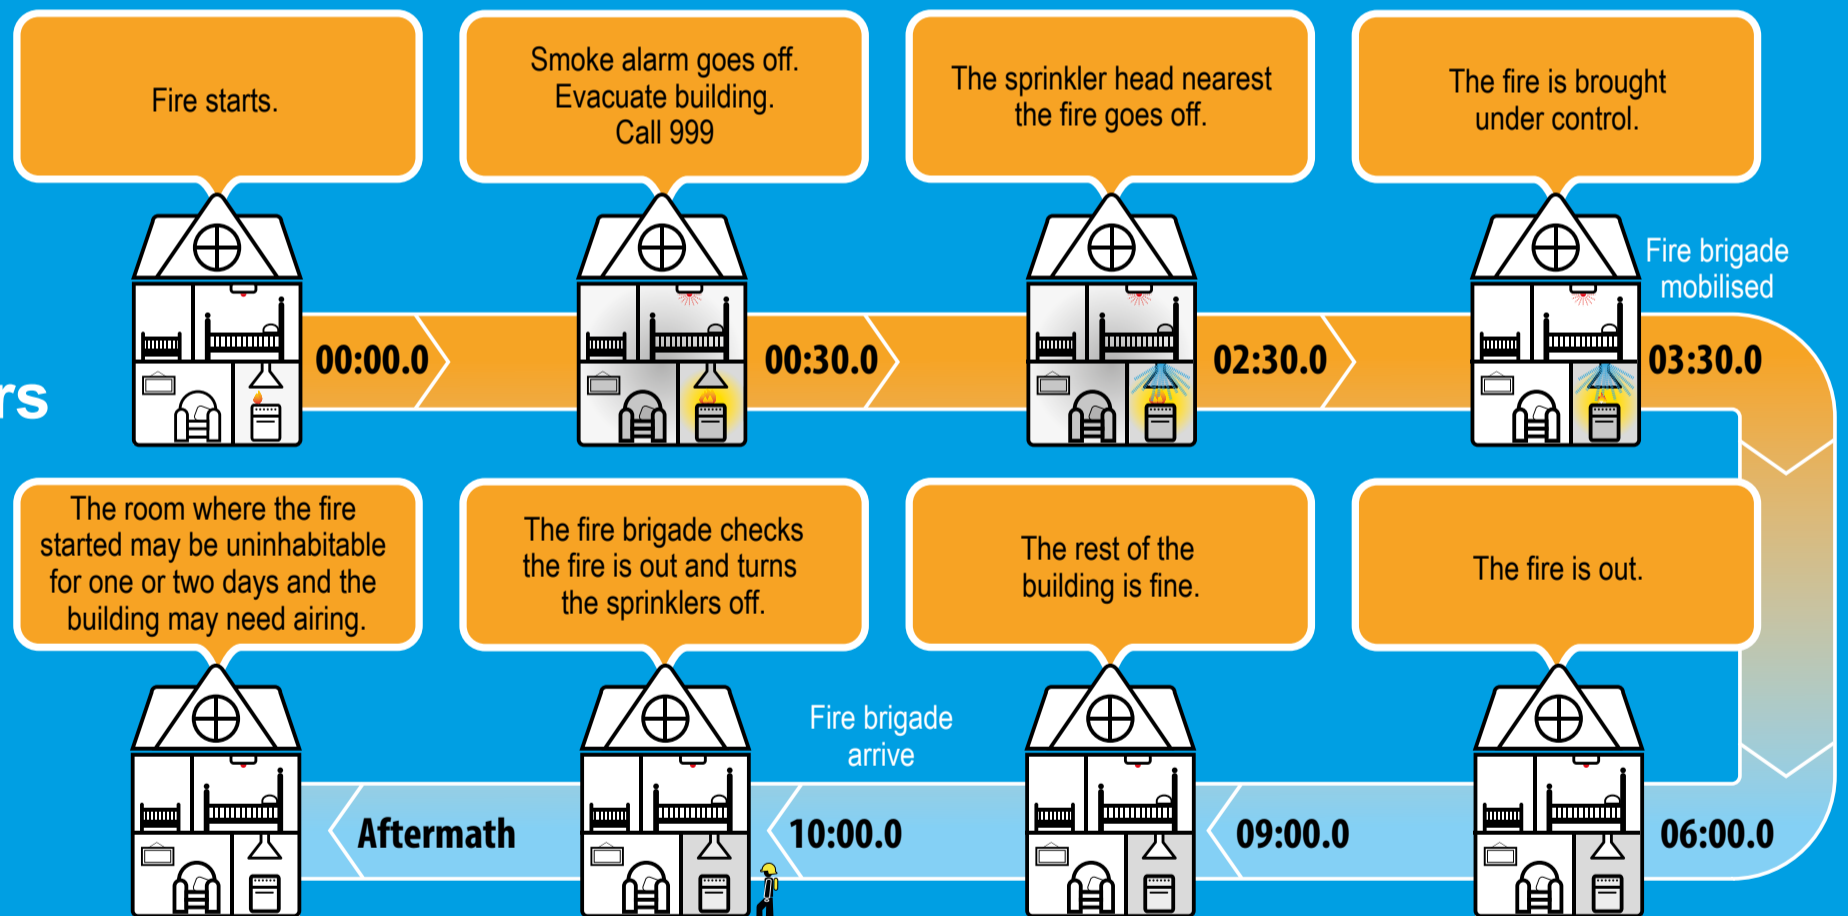 Fire starts.
Smoke alarm goes off.
Evacuate building.
Call 999
The sprinkler head nearest
the fire goes off.
The fire is brought
under control.
Fire brigade
mobilised
00:00.0
00:30.0
02:30.0
03:30.0
rs
The room where the fire
started may be uninhabitable
for one or two days and the
building may need airing.
The fire brigade checks
the fire is out and turns
the sprinklers off.
The rest of the
building is fine.
The fire is out.
Fire brigade
arrive
Aftermath
10:00.0
09:00.0
06:00.0